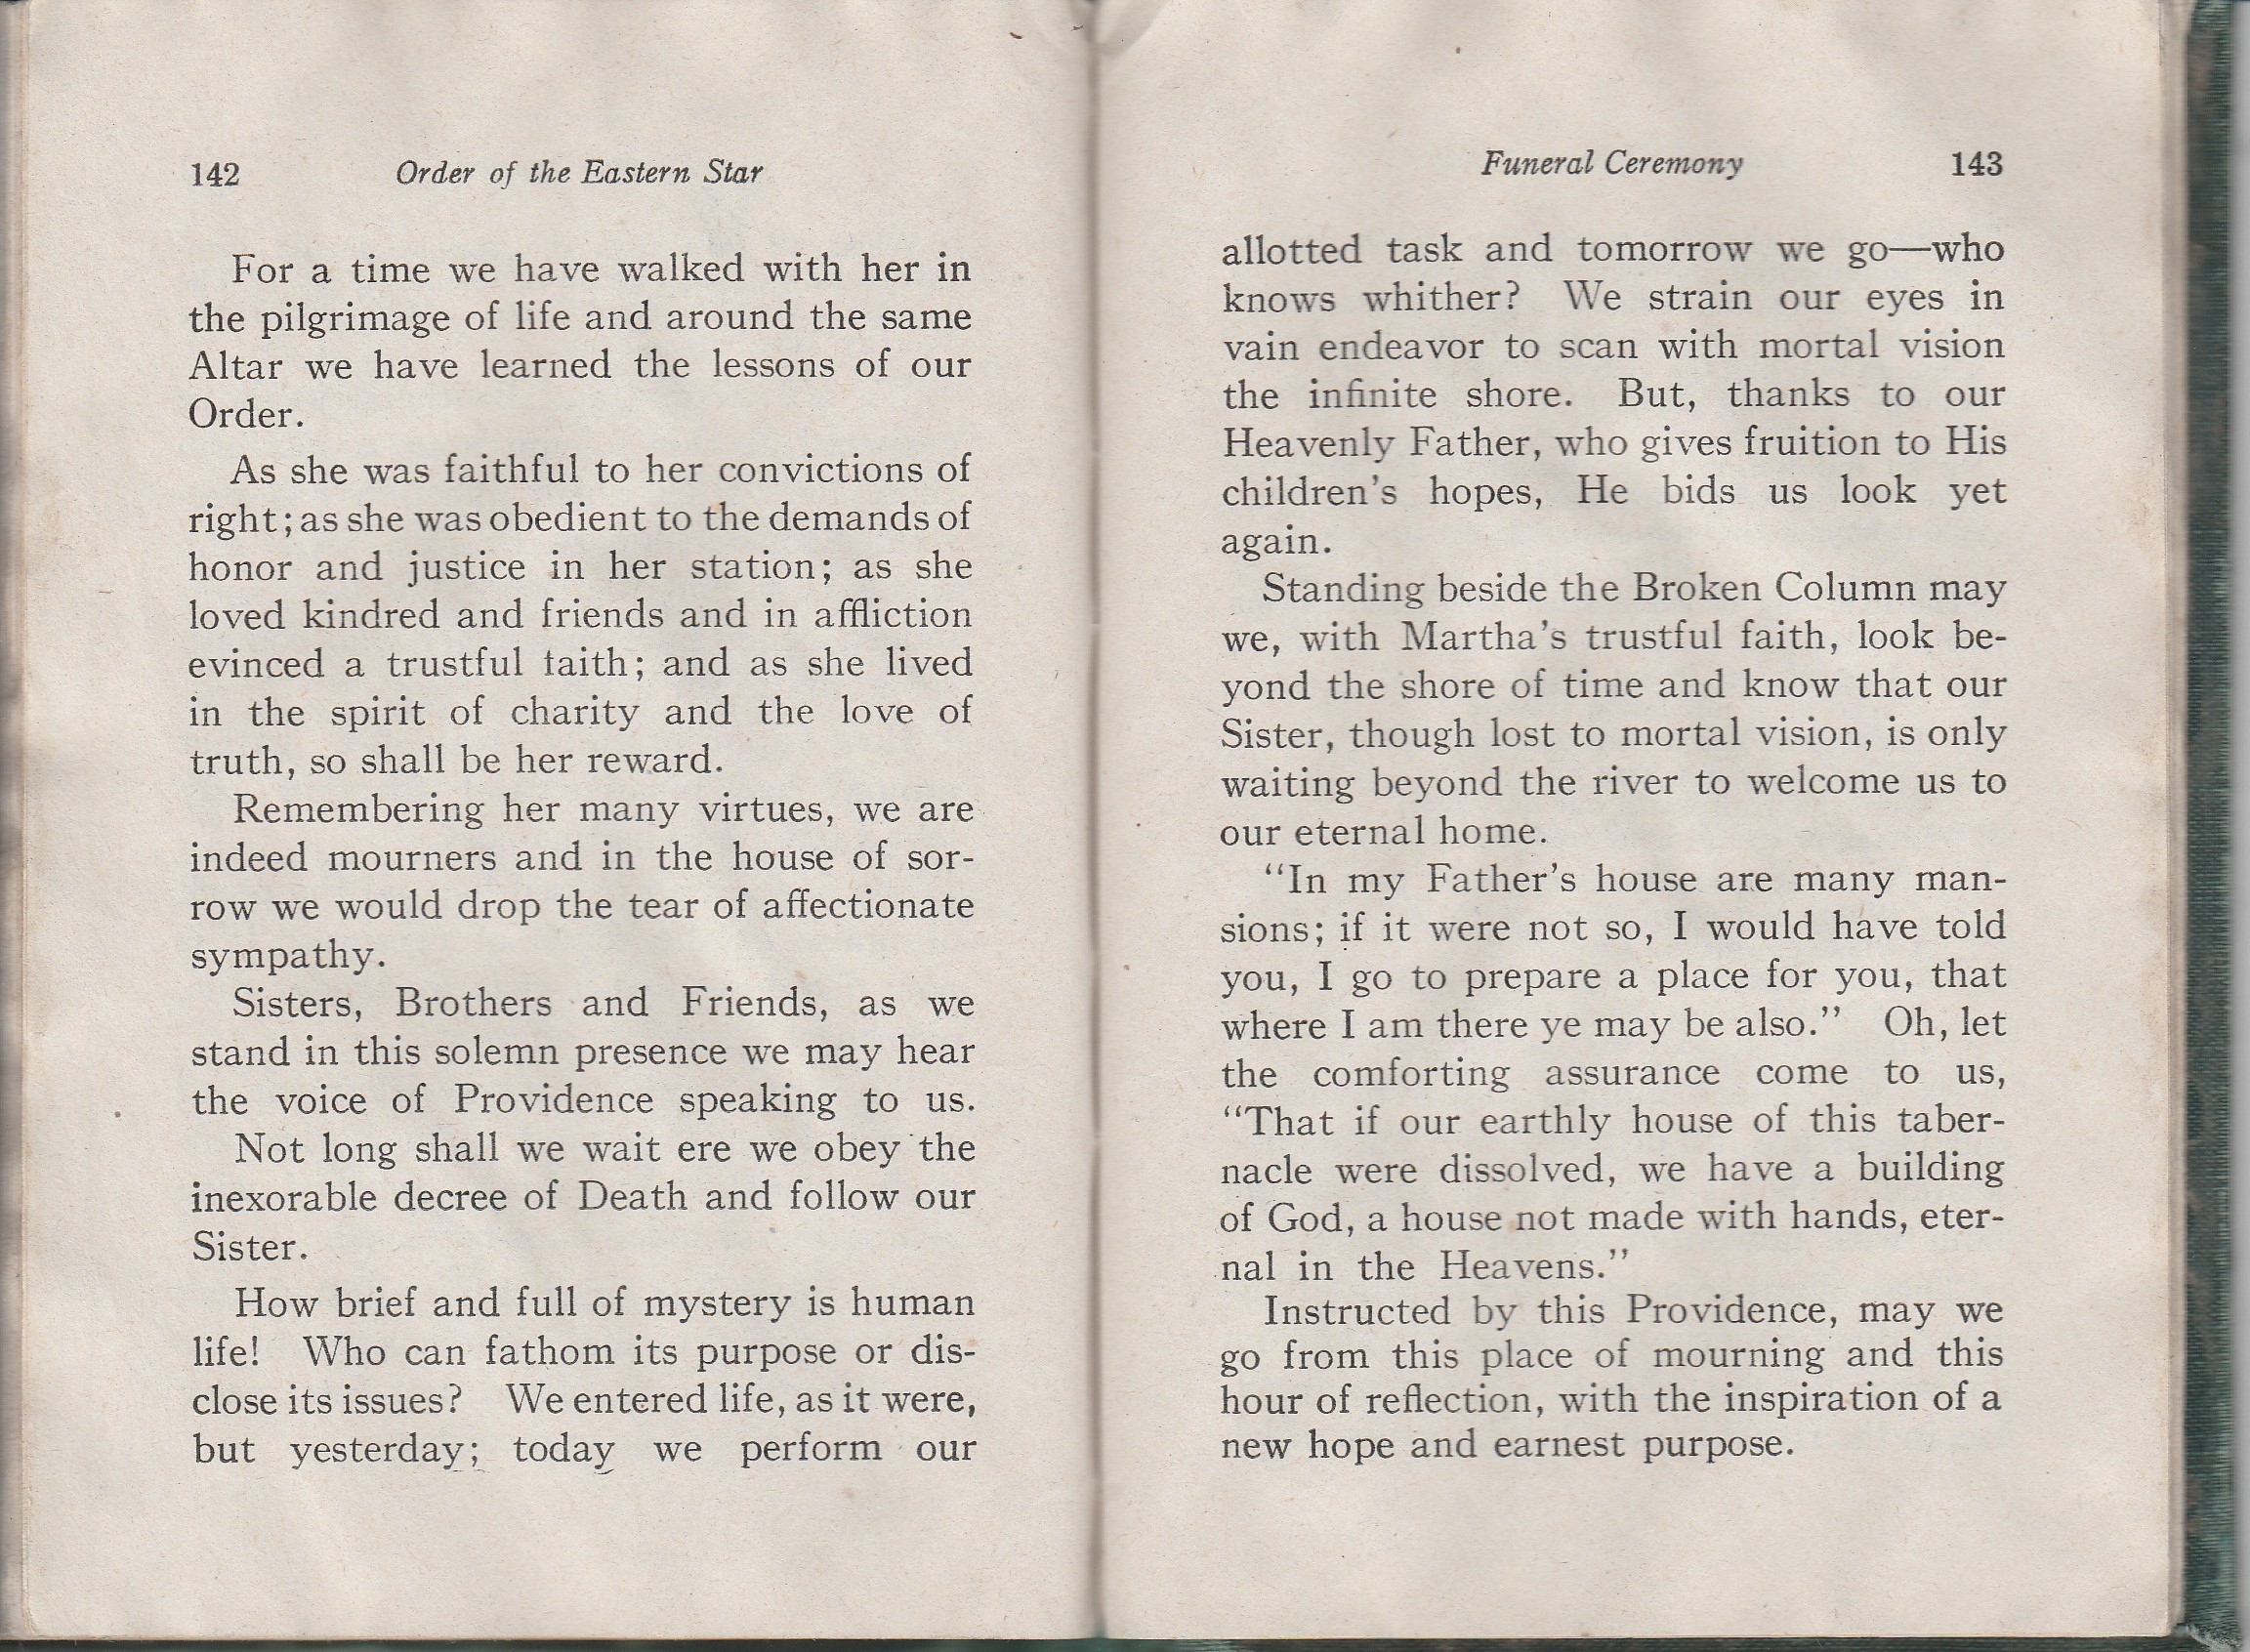 142 Order of the Eastern Star
For a time we have walked with her in
the pilgrimage of life and around the same
Altar we have learned the lessons of our
Order.
As she was faithful to her convictions of
right; as she was obedient to the demands of
honor and justice in her station; as she
loved kindred and friends and in affliction
evinced a trustful faith; and as she lived
in the spirit of charity and the love of
truth, so shall be her reward.
Remembering her many virtues, we are
indeed mourners and in the house of sor-
row we would drop the tear of affectionate
sympathy.
Sisters, Brothers and Friends, as we
stand in this solemn presence we may hear
the voice of Providence speaking to us.
Not long shall we wait ere we obey the
inexorable decree of Death and follow our
Sister.
How brief and full of mystery is human
life! Who can fathom its purpose or dis-
close its issues? We entered life, as it were,
but yesterday; today we perform our
Funeral Ceremony 143
allotted task and tomorrow we go—who
knows whither? We strain our eyes in
vain endeavor to scan with mortal vision
the infinite shore. But, thanks to our
Heavenly Father, who gives fruition to His
children's hopes, He bids us look yet
again.
Standing beside the Broken Column may
we, with Martha's trustful faith, look be-
yond the shore of time and know that our
Sister, though lost to mortal vision, is only
waiting beyond the river to welcome us to
our eternal home.
"In my Father's house are many man-
sions; if it were not so, I would have told
you, I go to prepare a place for you, that
where I am there ye may be also." Oh, let
the comforting assurance come to us,
"That if our earthly house of this taber-
nacle were dissolved, we have a building
of God, a house not made with hands, eter-
nal in the Heavens."
Instructed by this Providence, may we
go from this place of mourning and this
hour of reflection, with the inspiration of a
new hope and earnest purpose.